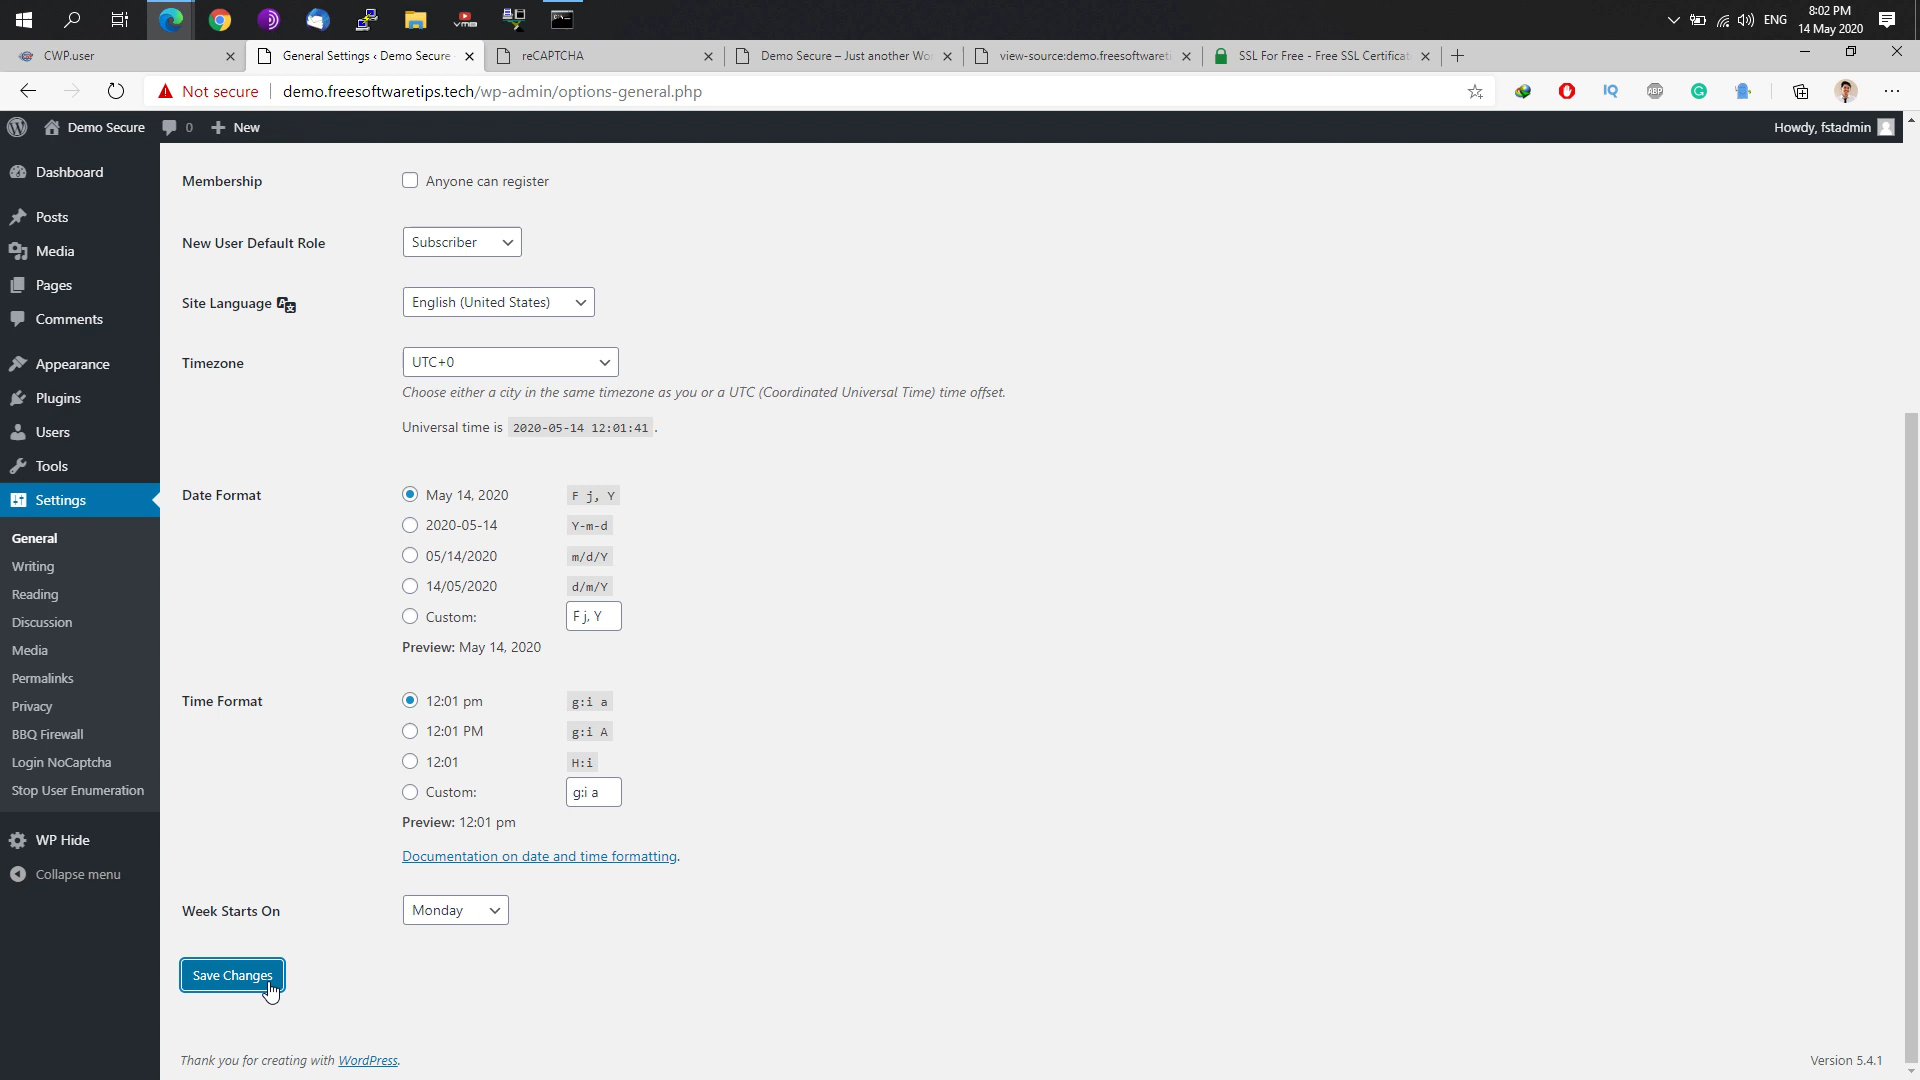 ENG
8:02 PM
14 May 2020
CWP.user
General Settings ‹ Demo Secure
reCAPTCHA
Demo Secure – Just another Wo
view-source:demo.freesoftwareti
SSL For Free - Free SSL Certificat
Not secure
demo.freesoftwaretips.tech/wp-admin/options-general.php
IQ
ABP
Demo Secure
0
New
Howdy, fstadmin
Dashboard
Posts
Media
Pages
Comments
Appearance
Plugins
Users
Tools
Settings
General
Writing
Reading
Discussion
Media
Permalinks
Privacy
BBQ Firewall
Login NoCaptcha
Stop User Enumeration
WP Hide
Collapse menu
Membership
Anyone can register
New User Default Role
Subscriber
Site Language
English (United States)
Timezone
UTC+0
Choose either a city in the same timezone as you or a UTC (Coordinated Universal Time) time offset.
Universal time is 2020-05-14 12:01:41 .
Date Format
May 14, 2020 F j, Y
2020-05-14 Y-m-d
05/14/2020 m/d/Y
14/05/2020 d/m/Y
Custom: F j, Y
Preview: May 14, 2020
Time Format
12:01 pm g:i a
12:01 PM g:i A
12:01 H:i
Custom: g:i a
Preview: 12:01 pm
Documentation on date and time formatting.
Week Starts On
Monday
Save Changes
Thank you for creating with WordPress.
Version 5.4.1